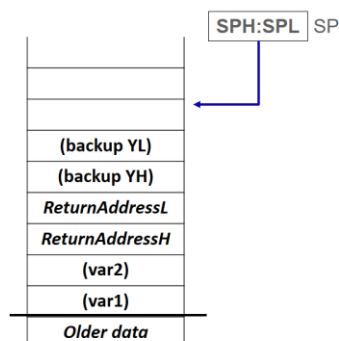 SPH:SPL SP
(backup YL)
(backup YH)
ReturnAddressL
ReturnAddressH
(var2)
(var1)
Older data